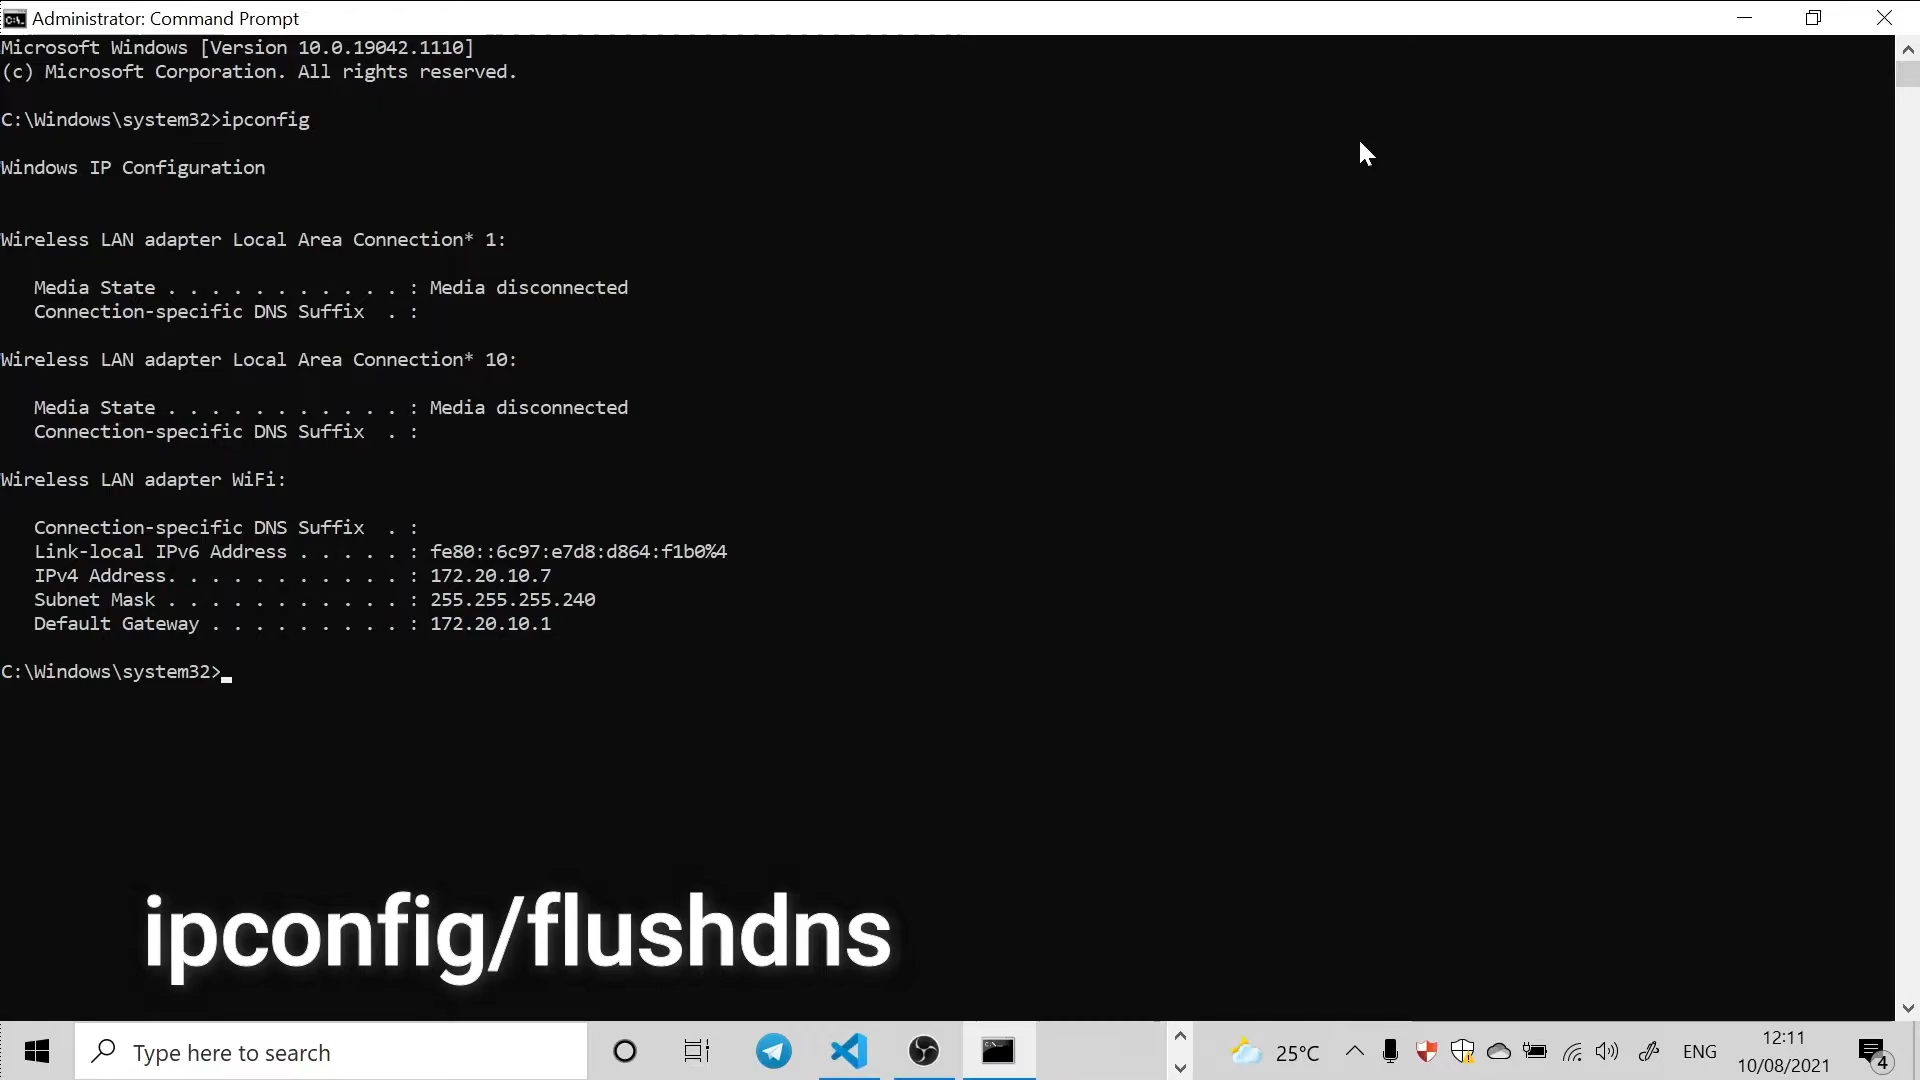 Administrator: Command Prompt
Microsoft Windows [Version 10.0.19042.1110]
(c) Microsoft Corporation. All rights reserved.
C:\Windows\system32>ipconfig
Windows IP Configuration
Wireless LAN adapter Local Area Connection* 1:
Media State . . . . . . . . . . . : Media disconnected
Connection-specific DNS Suffix  . :
Wireless LAN adapter Local Area Connection* 10:
Media State . . . . . . . . . . . : Media disconnected
Connection-specific DNS Suffix  . :
Wireless LAN adapter WiFi:
Connection-specific DNS Suffix  . :
Link-local IPv6 Address . . . . . : fe80::6c97:e7d8:d864:f1b0%4
IPv4 Address. . . . . . . . . . . : 172.20.10.7
Subnet Mask . . . . . . . . . . . : 255.255.255.240
Default Gateway . . . . . . . . . : 172.20.10.1
C:\Windows\system32>
ipconfig/flushdns
Type here to search
25°C
ENG
12:11
10/08/2021
4